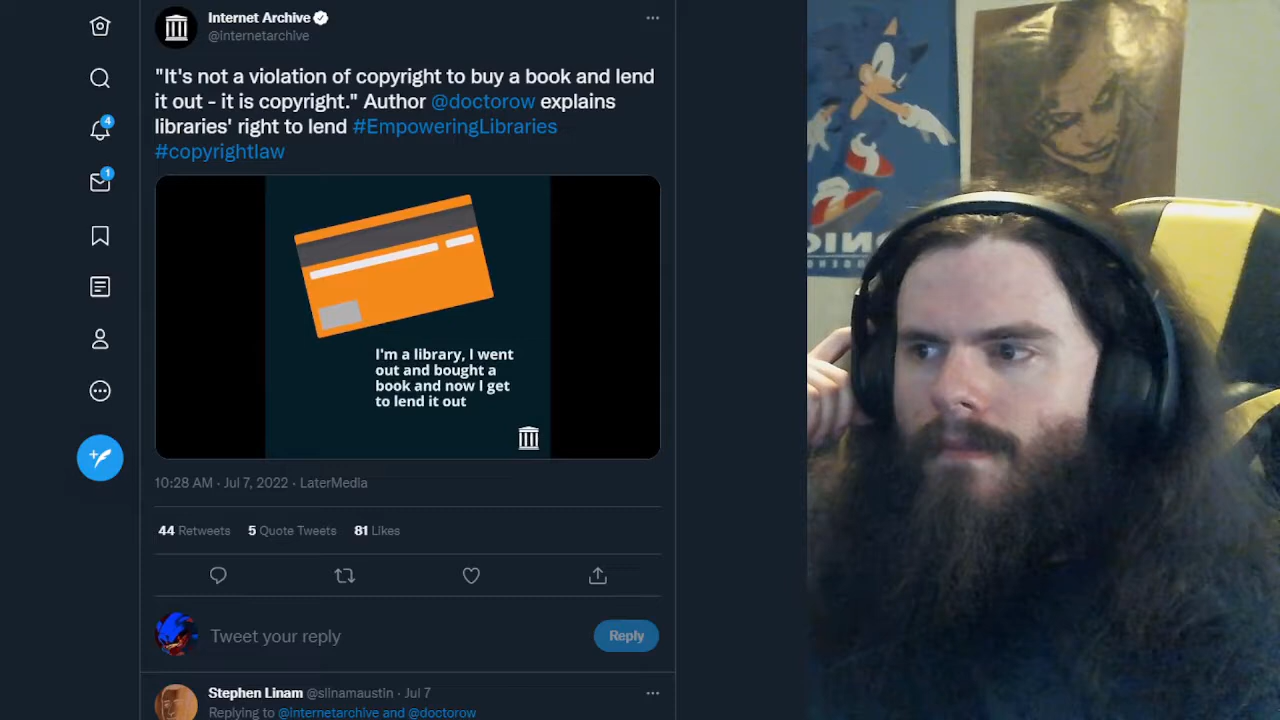 Internet Archive
@internetarchive
"It's not a violation of copyright to buy a book and lend
it out - it is copyright." Author @doctorow explains
libraries' right to lend #EmpoweringLibraries
#copyrightlaw
4
1
I'm a library, I went
out and bought a
book and now I get
to lend it out
10:28 AM · Jul 7, 2022 · LaterMedia
44 Retweets 5 Quote Tweets 81 Likes
Tweet your reply
Reply
Stephen Linam @slinamaustin · Jul 7
Replying to @internetarchive and @doctorow